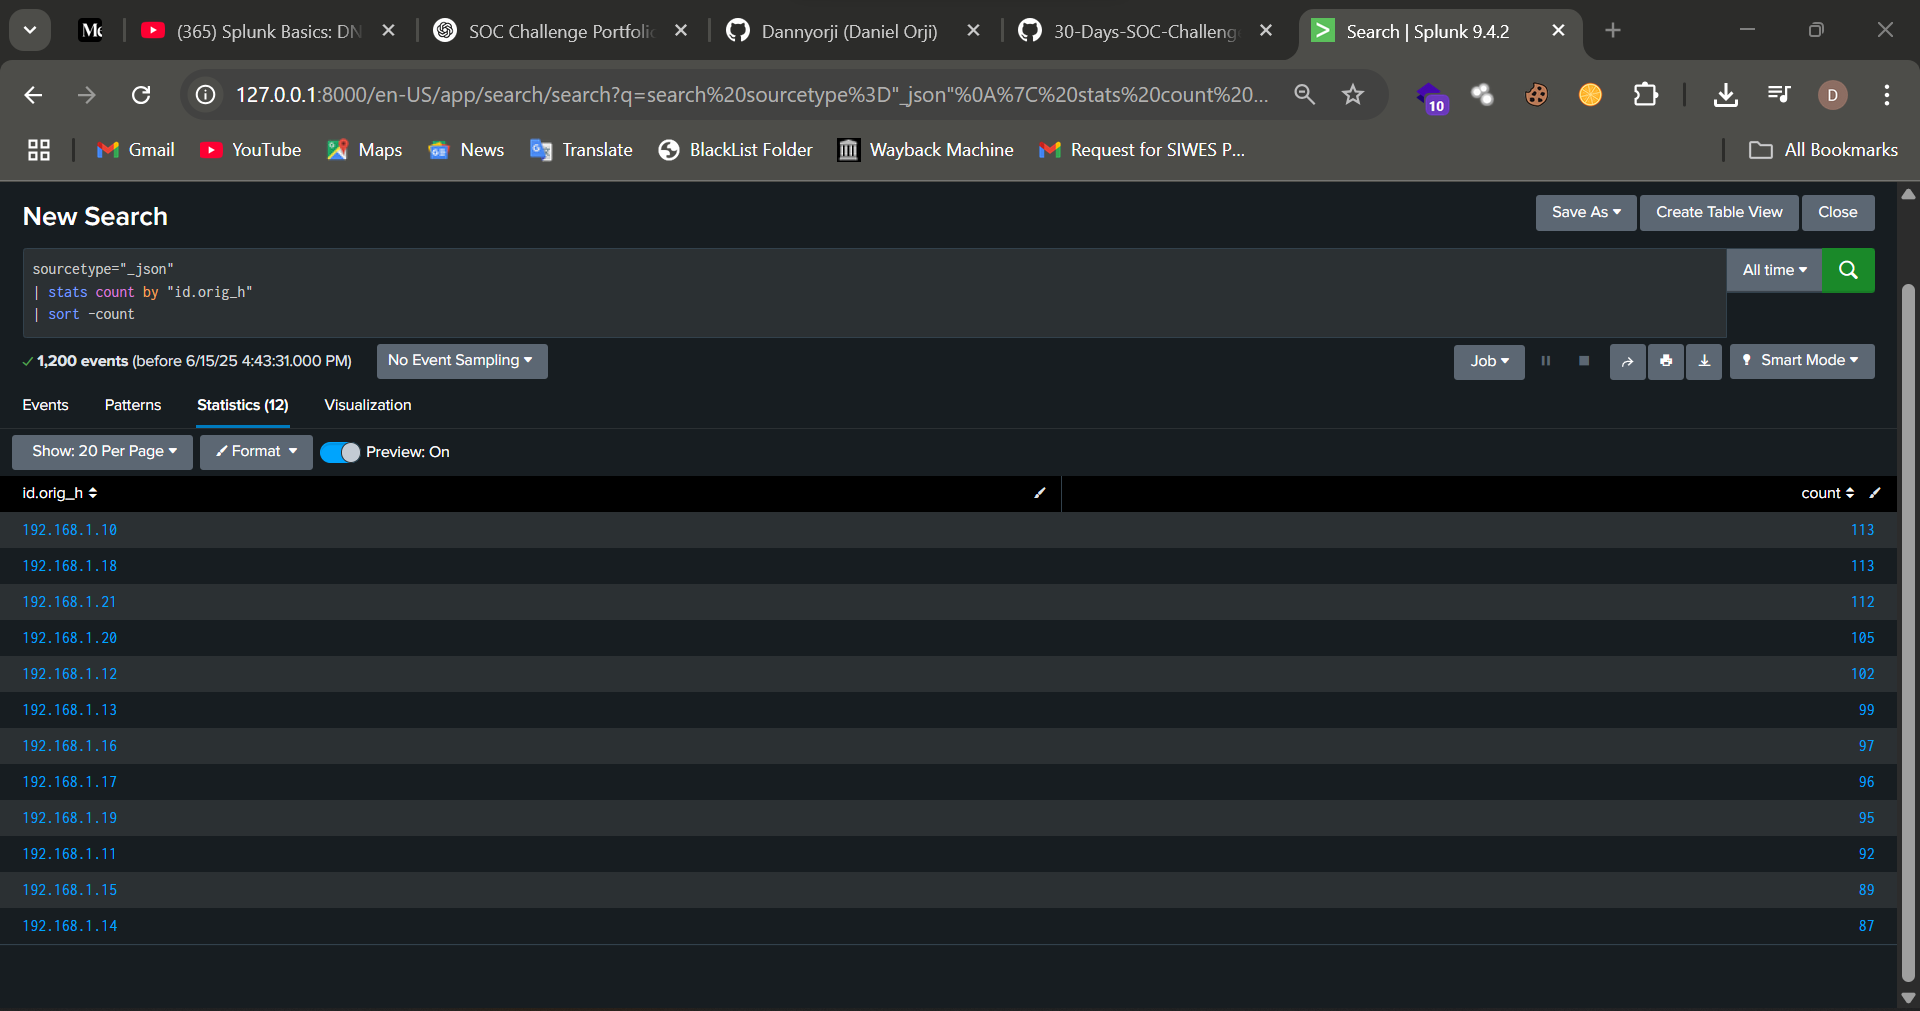 Me
(365) Splunk Basics: DN
SOC Challenge Portfolio
Dannyorji (Daniel Orji)
30-Days-SOC-Challenge
Search | Splunk 9.4.2
127.0.0.1:8000/en-US/app/search/search?q=search%20sourcetype%3D"_json"%0A%7C%20stats%20count%20...
10
D
Gmail
YouTube
Maps
News
Translate
BlackList Folder
Wayback Machine
Request for SIWES P...
All Bookmarks
New Search
Save As
Create Table View
Close
sourcetype="_json"
| stats count by "id.orig_h"
| sort -count
All time
1,200 events (before 6/15/25 4:43:31.000 PM)
No Event Sampling
Job
Smart Mode
Events
Patterns
Statistics (12)
Visualization
Show: 20 Per Page
Format
Preview: On
id.orig_h count
192.168.1.10 113
192.168.1.18 113
192.168.1.21 112
192.168.1.20 105
192.168.1.12 102
192.168.1.13 99
192.168.1.16 97
192.168.1.17 96
192.168.1.19 95
192.168.1.11 92
192.168.1.15 89
192.168.1.14 87